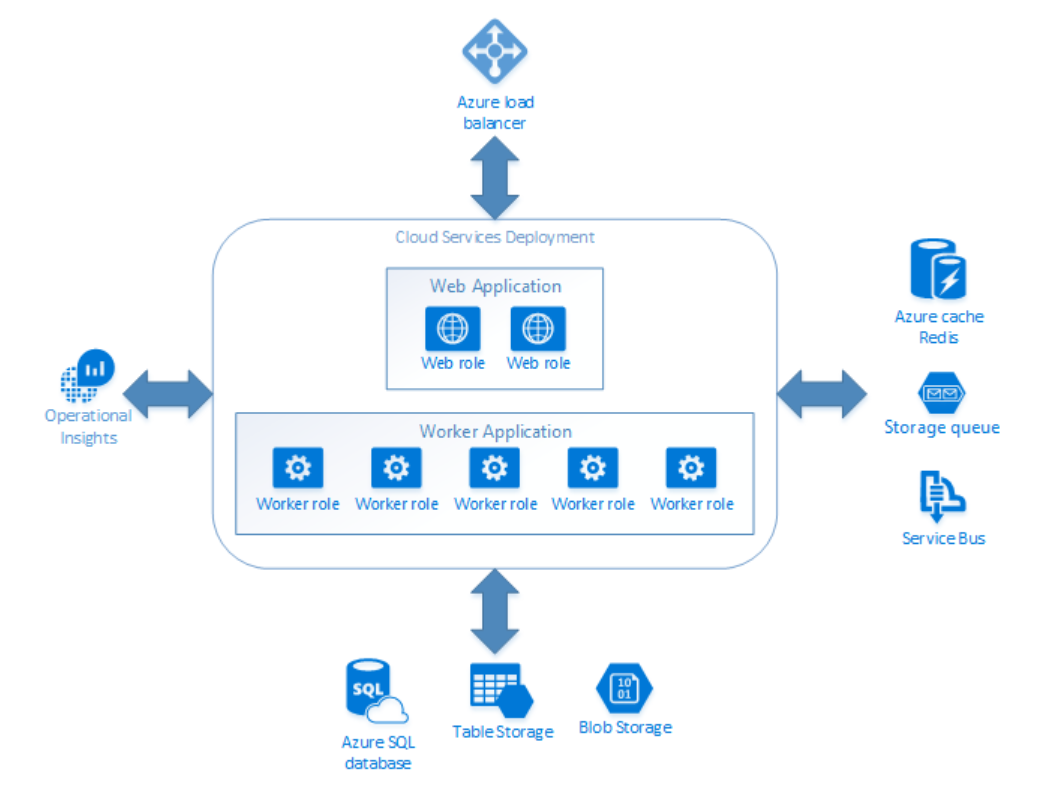 Azure load
balancer
Cloud Services Deployment
Web Application
Web role Web role
Azure cache
Redis
Operational
Insights
Storage queue
Worker Application
Worker role Worker role Worker role Worker role Worker role
Service Bus
SQL
10
01
Azure SQL
database
Table Storage
Blob Storage